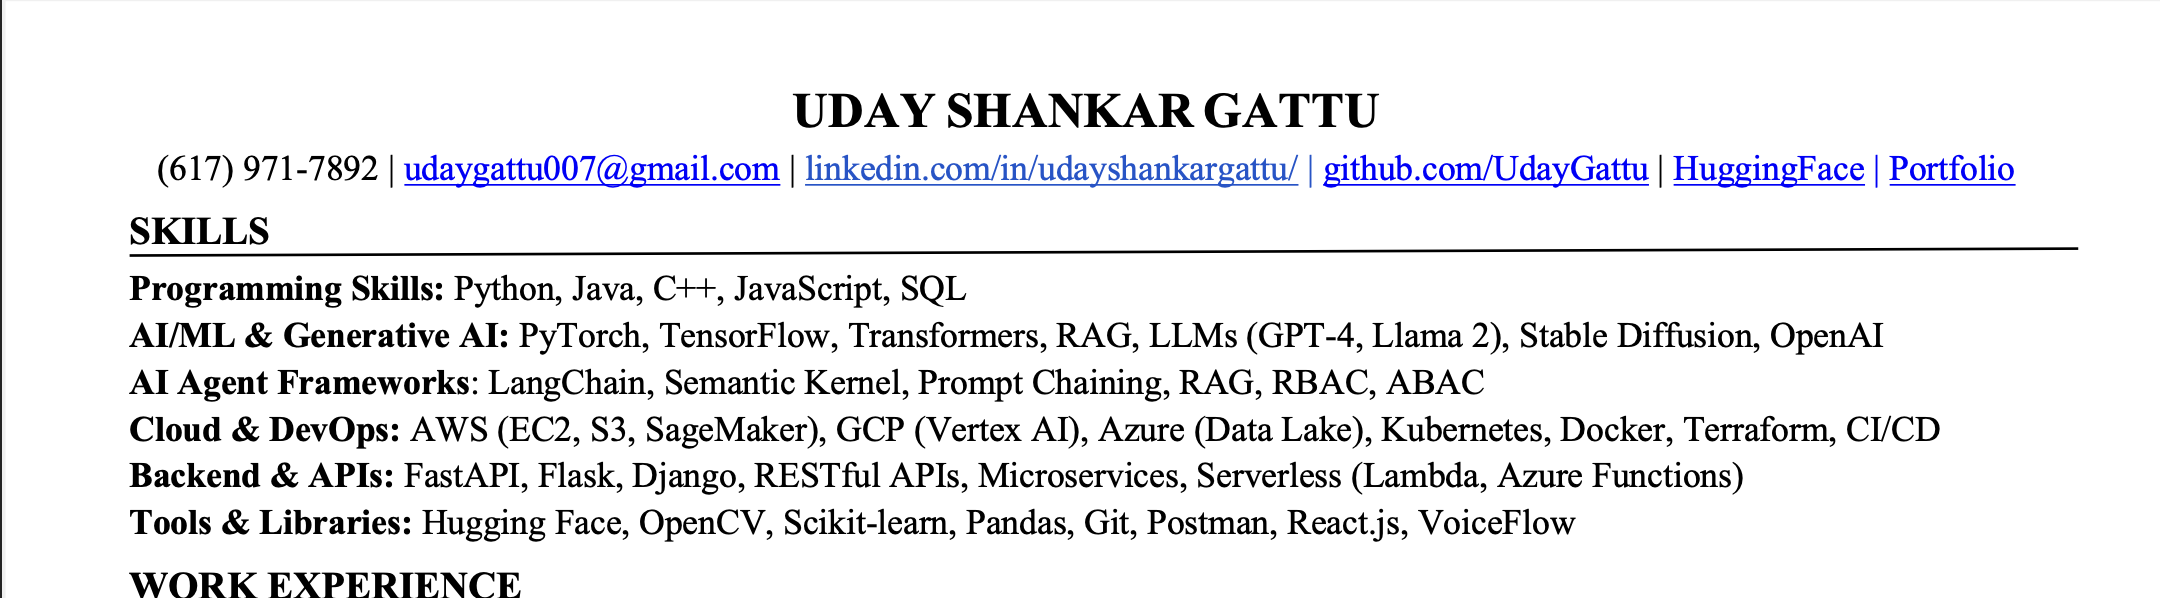 UDAY SHANKAR GATTU
(617) 971-7892 | udaygattu007@gmail.com | linkedin.com/in/udayshankargattu/ | github.com/UdayGattu | HuggingFace | Portfolio
SKILLS
Programming Skills: Python, Java, C++, JavaScript, SQL
AI/ML & Generative AI: PyTorch, TensorFlow, Transformers, RAG, LLMs (GPT-4, Llama 2), Stable Diffusion, OpenAI
AI Agent Frameworks: LangChain, Semantic Kernel, Prompt Chaining, RAG, RBAC, ABAC
Cloud & DevOps: AWS (EC2, S3, SageMaker), GCP (Vertex AI), Azure (Data Lake), Kubernetes, Docker, Terraform, CI/CD
Backend & APIs: FastAPI, Flask, Django, RESTful APIs, Microservices, Serverless (Lambda, Azure Functions)
Tools & Libraries: Hugging Face, OpenCV, Scikit-learn, Pandas, Git, Postman, React.js, VoiceFlow
WORK EXPERIENCE